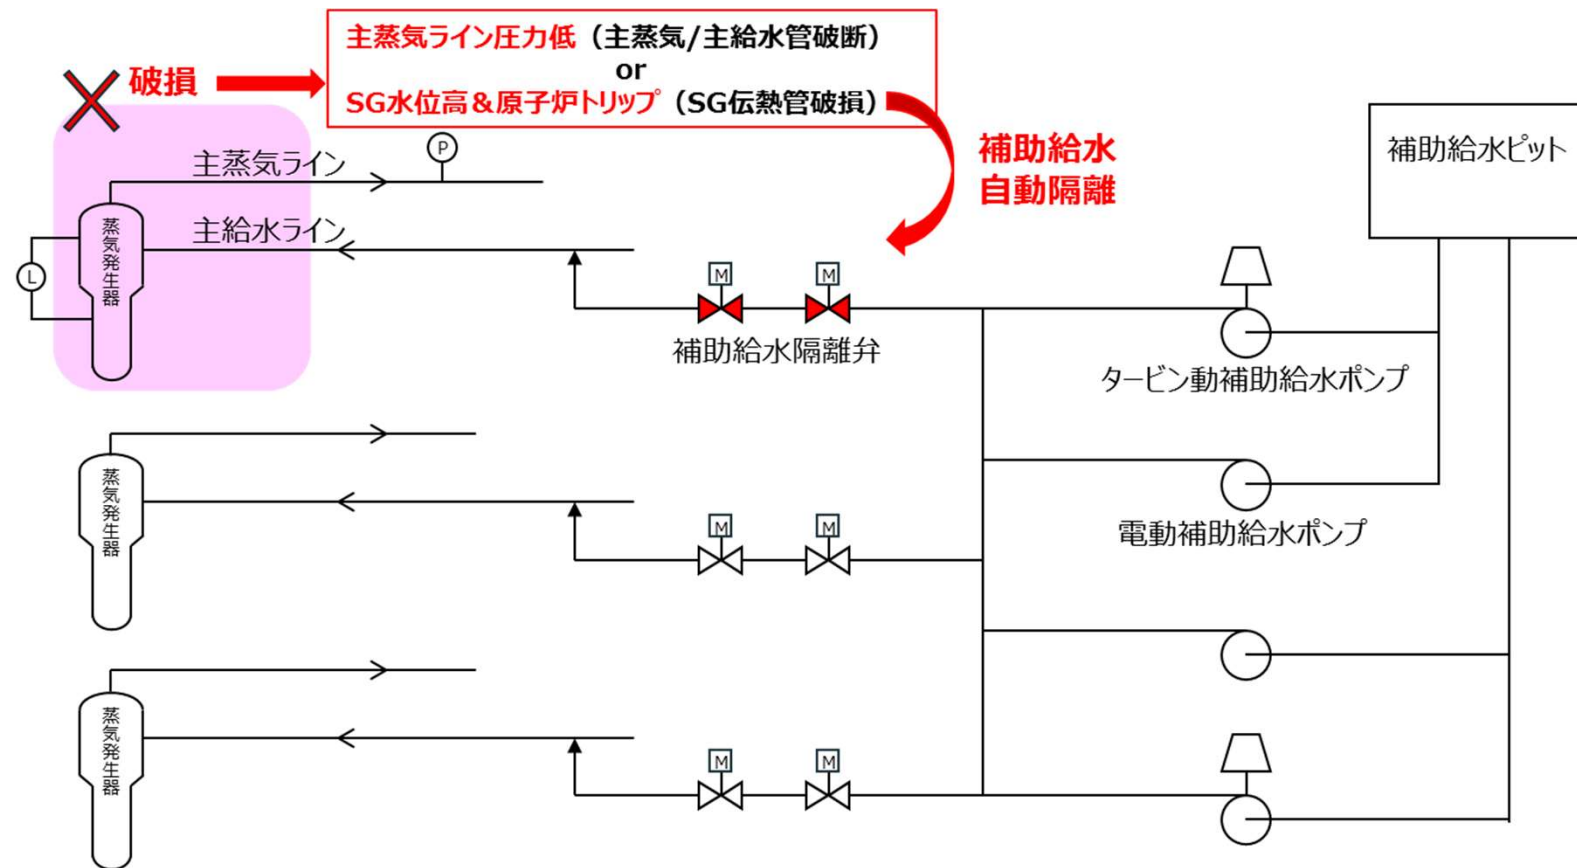 主蒸気ライン圧力低（主蒸気/主給水管破断）
or
SG水位高＆原子炉トリップ（SG伝熱管破損）
破損
補助給水
自動隔離
補助給水ピット
主蒸気ライン
P
主給水ライン
蒸気発生器
L
M
M
補助給水隔離弁
タービン動補助給水ポンプ
蒸気発生器
M
M
電動補助給水ポンプ
蒸気発生器
M
M